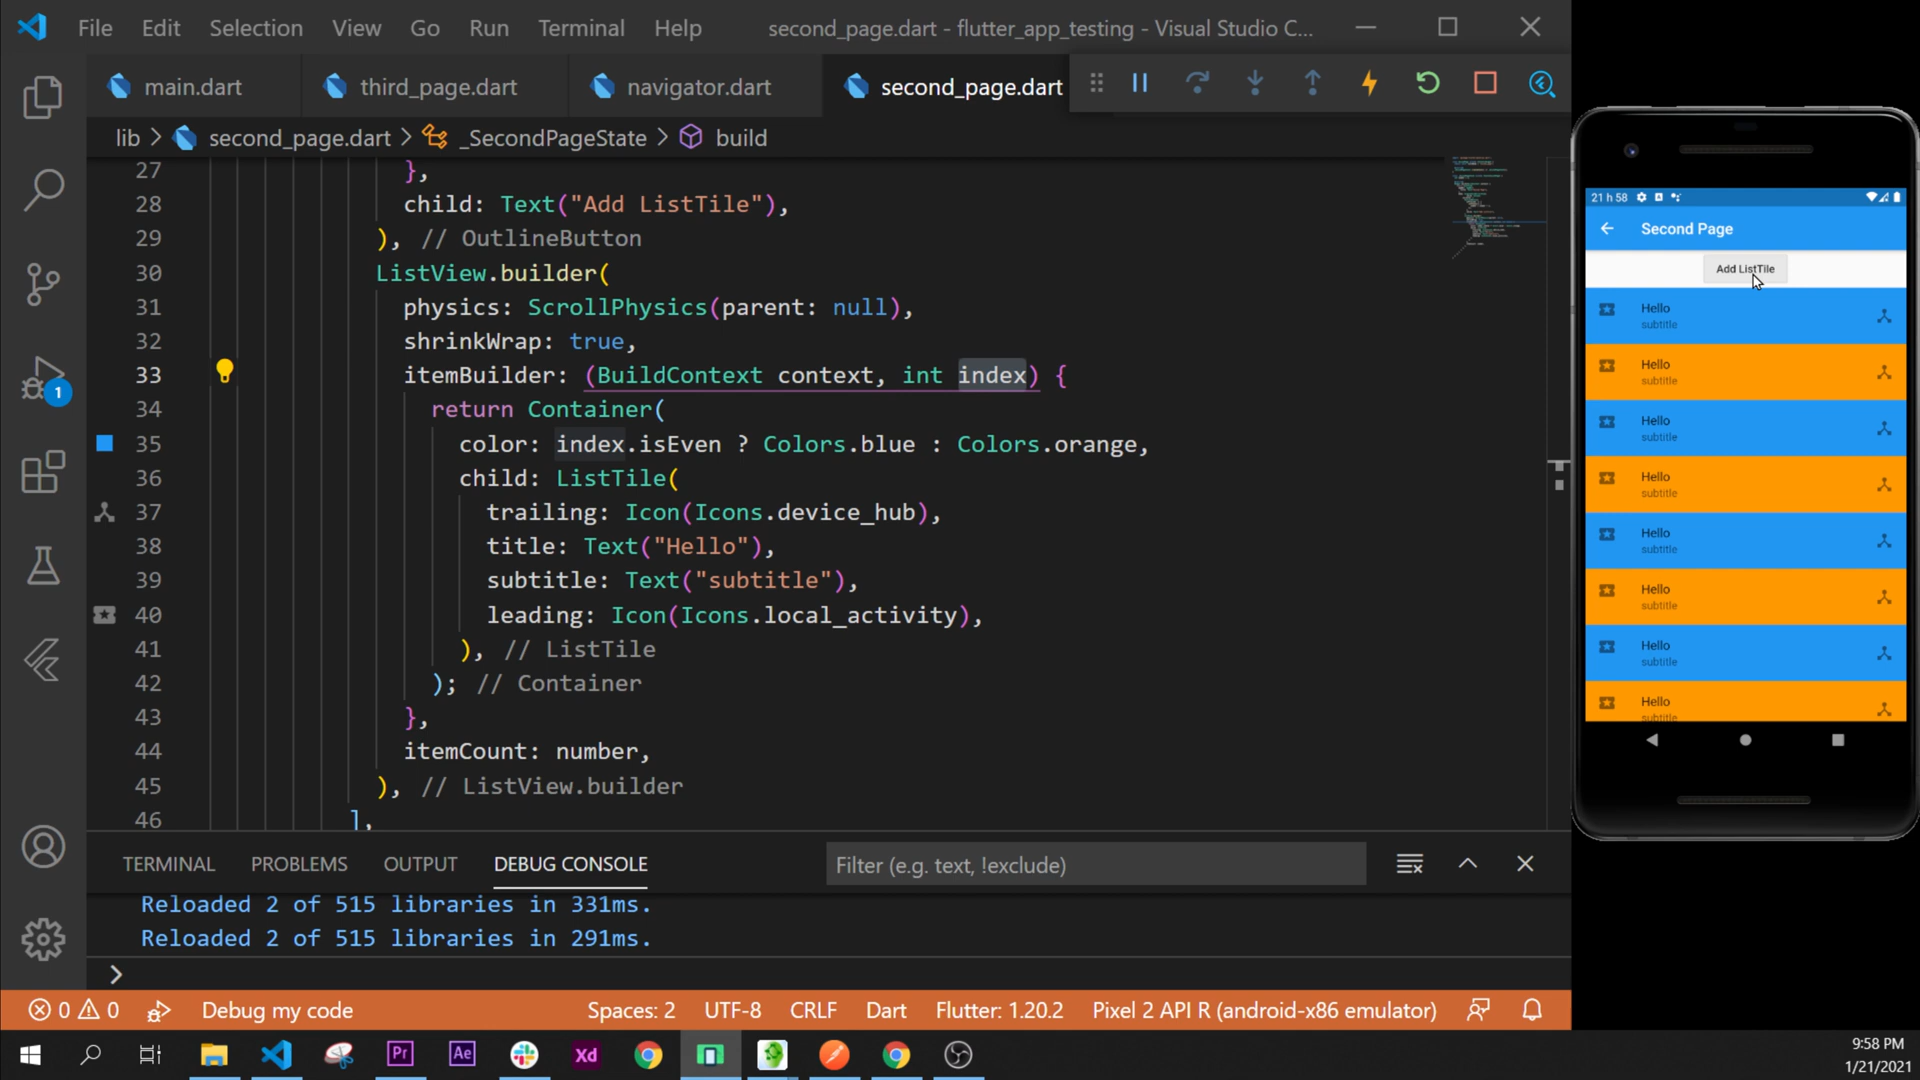 File Edit Selection View Go Run Terminal Help second_page.dart - flutter_app_testing - Visual Studio C...
main.dart third_page.dart navigator.dart second_page.dart
lib > second_page.dart > _SecondPageState > build
27 },
28 child: Text("Add ListTile"),
29 ), // OutlineButton
30 ListView.builder(
31 physics: ScrollPhysics(parent: null),
32 shrinkWrap: true,
33 itemBuilder: (BuildContext context, int index) {
34 return Container(
35 color: index.isEven ? Colors.blue : Colors.orange,
36 child: ListTile(
37 trailing: Icon(Icons.device_hub),
38 title: Text("Hello"),
39 subtitle: Text("subtitle"),
40 leading: Icon(Icons.local_activity),
41 ), // ListTile
42 ); // Container
43 },
44 itemCount: number,
45 ), // ListView.builder
46 ],
1
TERMINAL PROBLEMS OUTPUT DEBUG CONSOLE Filter (e.g. text, !exclude)
Reloaded 2 of 515 libraries in 331ms.
Reloaded 2 of 515 libraries in 291ms.
>
0 0 Debug my code Spaces: 2 UTF-8 CRLF Dart Flutter: 1.20.2 Pixel 2 API R (android-x86 emulator)
Pr Ae Xd
9:58 PM
1/21/2021
21 h 58
Second Page
Add ListTile
Hello
subtitle
Hello
subtitle
Hello
subtitle
Hello
subtitle
Hello
subtitle
Hello
subtitle
Hello
subtitle
Hello
subtitle